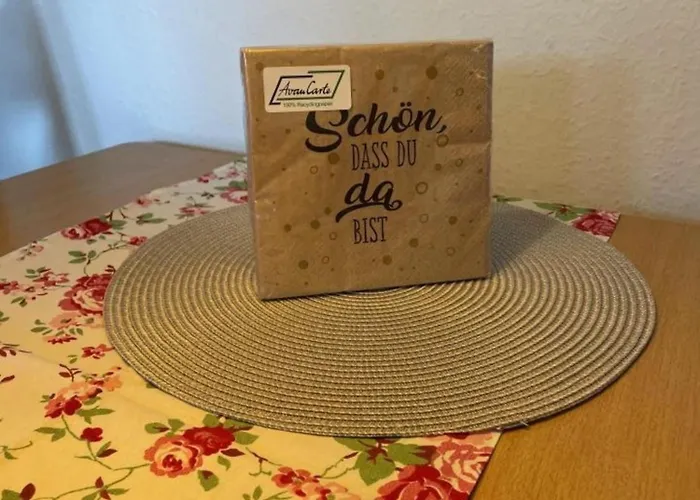 AvanCarte
100% Recyclingpapier
Schön,
DASS DU
da
BIST